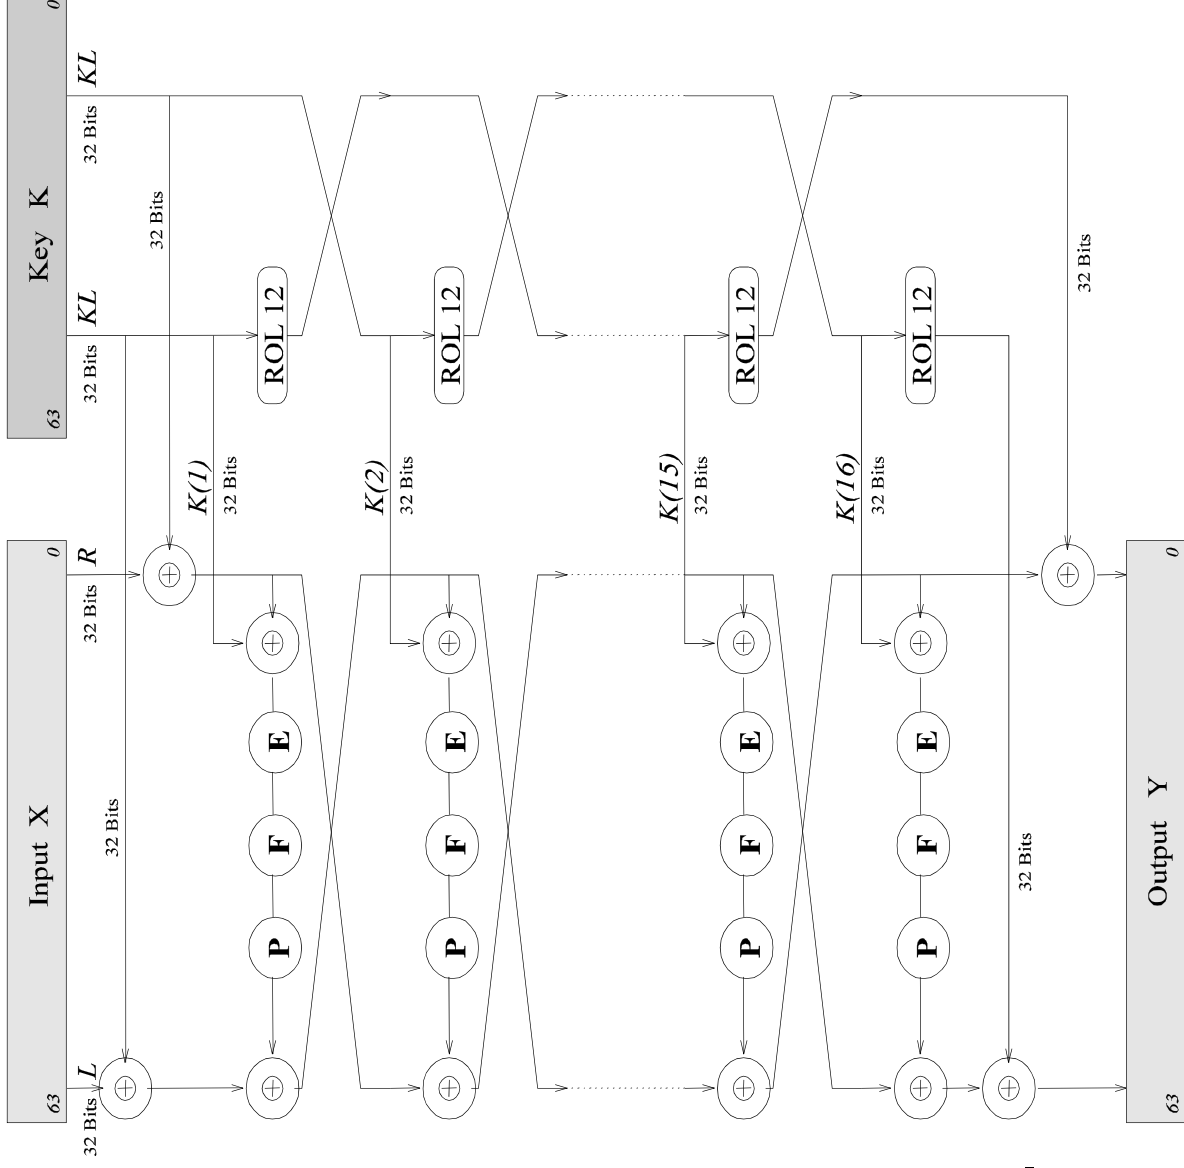 Input X
Key K
63
0
63
0
L
R
KL
KL
32 Bits
32 Bits
32 Bits
32 Bits
32 Bits
32 Bits
K(1)
32 Bits
P
F
E
ROL 12
K(2)
32 Bits
P
F
E
ROL 12
K(15)
32 Bits
P
F
E
ROL 12
K(16)
32 Bits
P
F
E
ROL 12
32 Bits
32 Bits
Output Y
63
0